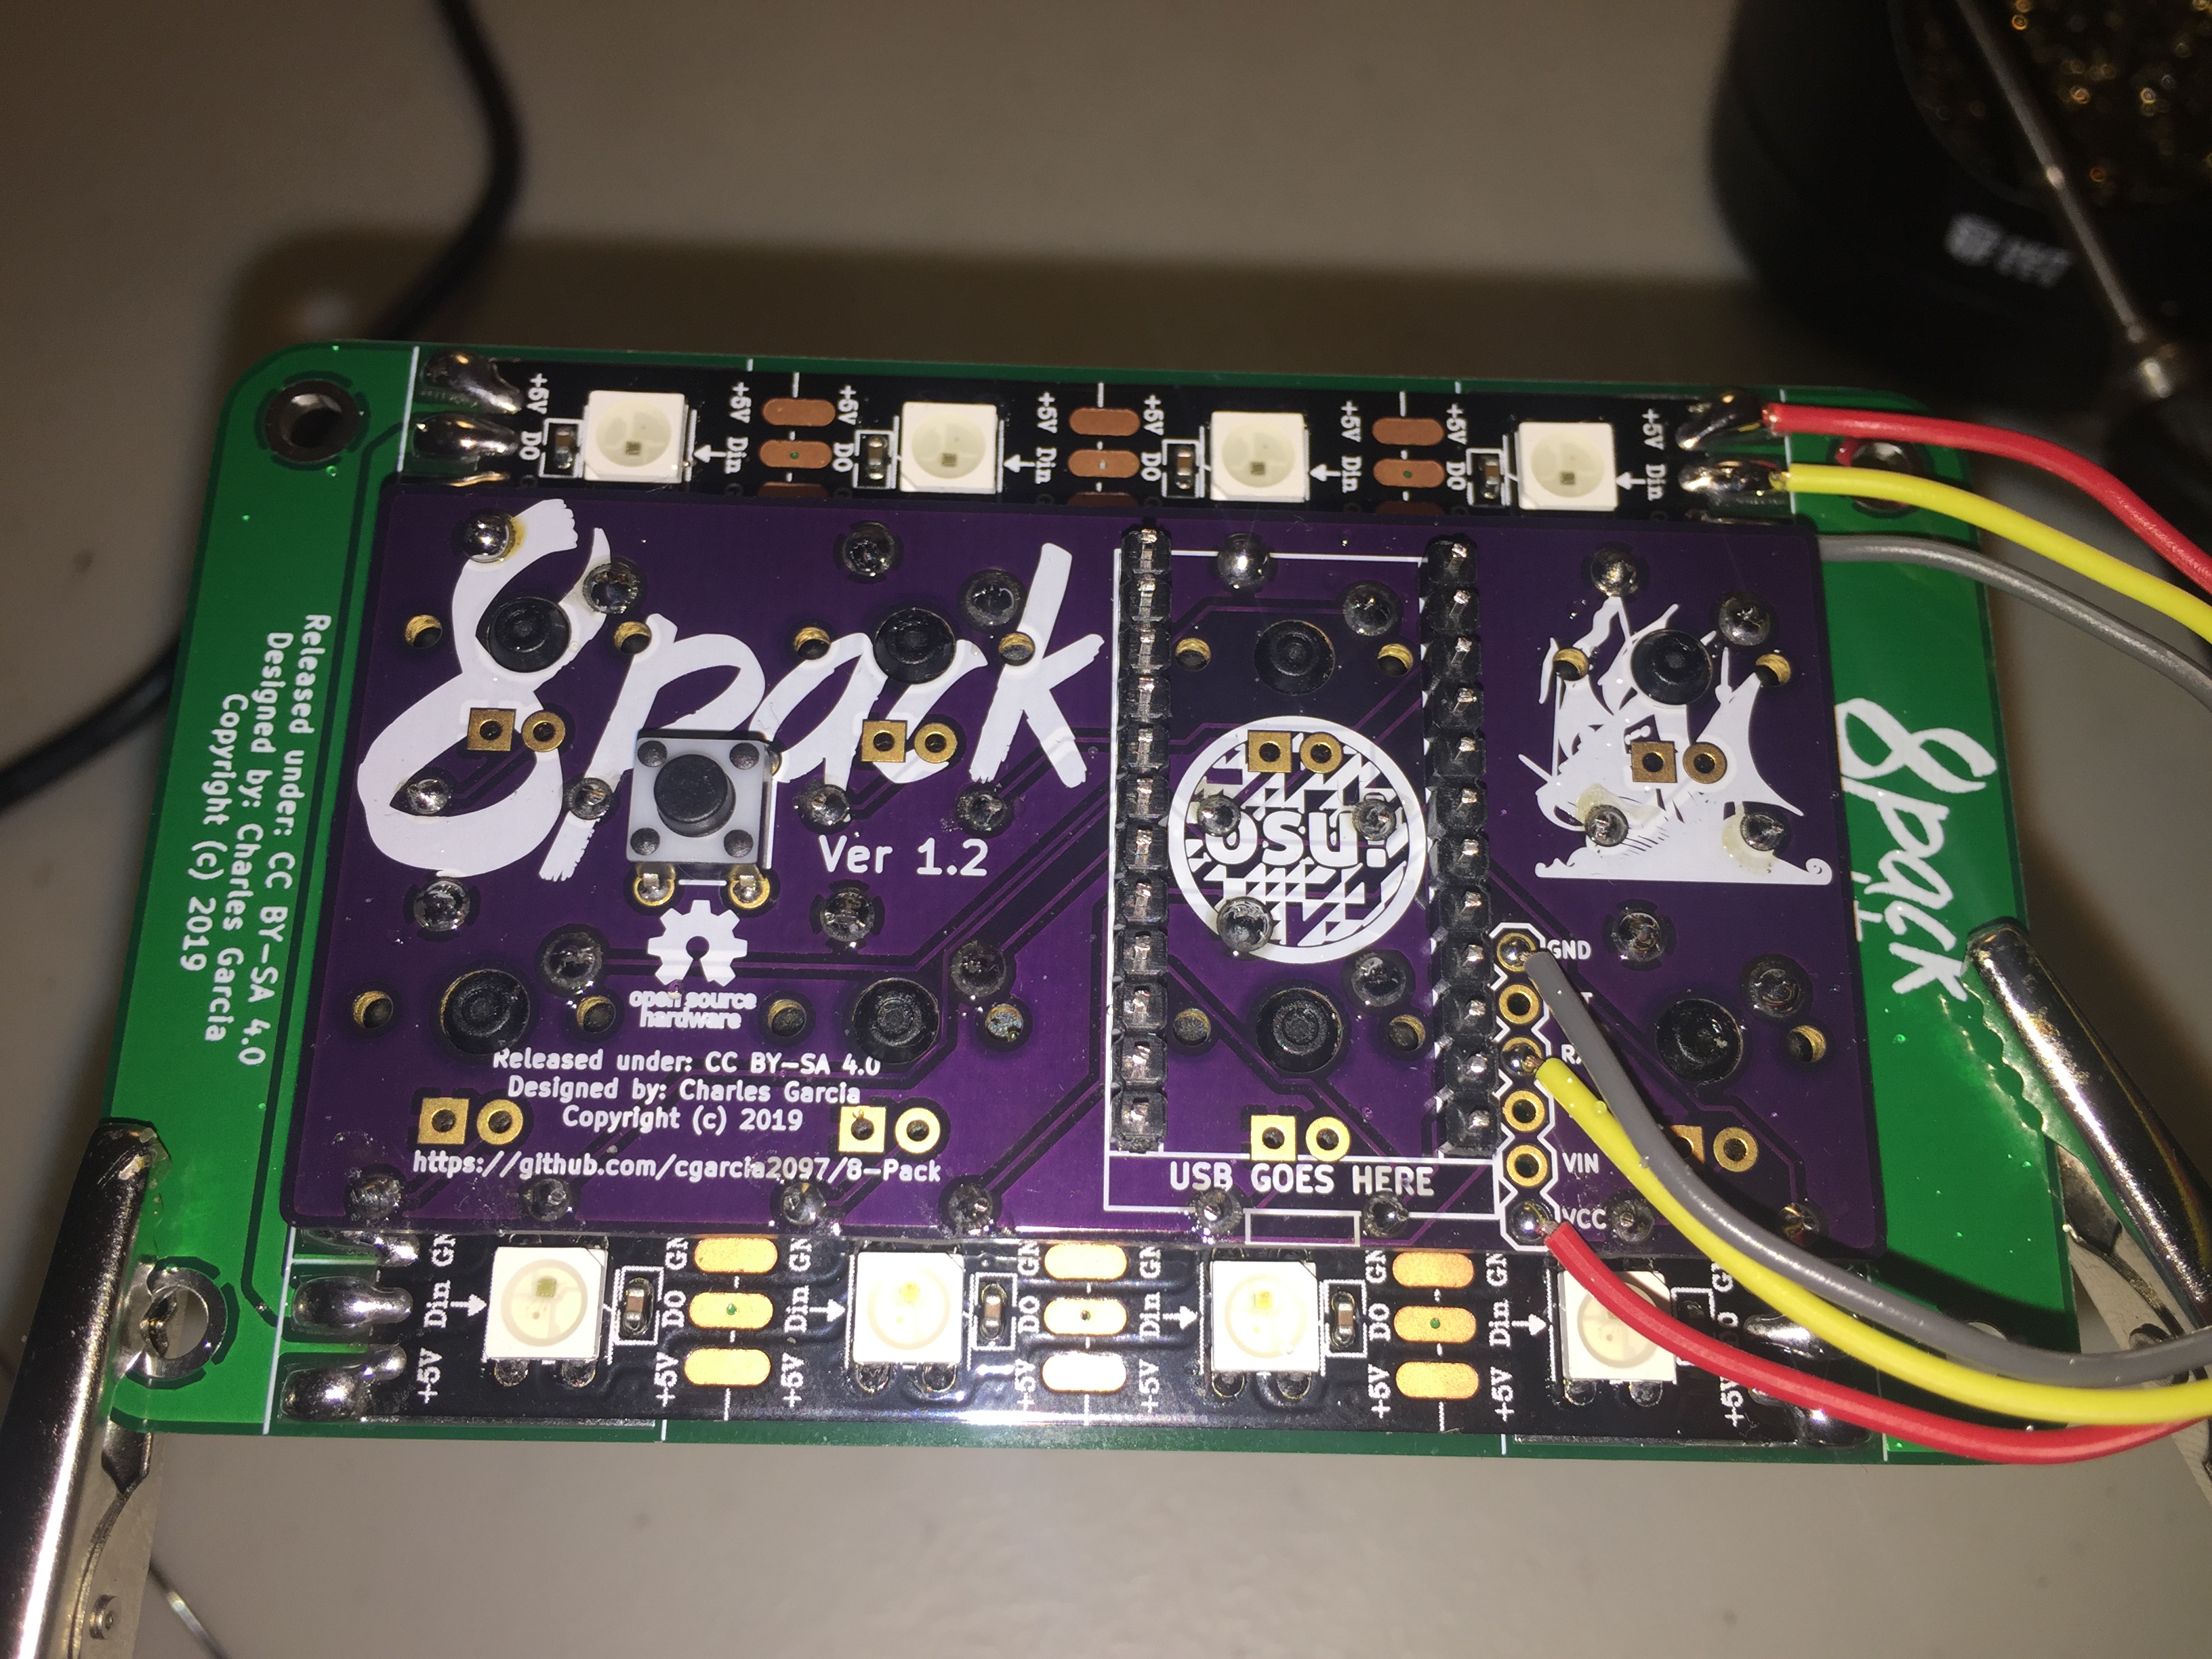 +5V
+5V
+5V
+5V
+5V
+5V
+5V
DO
Din
DO
Din
DO
Din
DO
Din
8pack
Ver 1.2
osu!
open source
hardware
Released under: CC BY-SA 4.0
Designed by: Charles Garcia
Copyright (c) 2019
https://github.com/cgarcia2097/8-Pack
USB GOES HERE
GND
VIN
VCC
Released under: CC BY-SA 4.0
Designed by: Charles Garcia
Copyright (c) 2019
8pack
Din
DO
Din
DO
Din
DO
Din
+5V
+5V
+5V
+5V
+5V
+5V
+5V
+5V